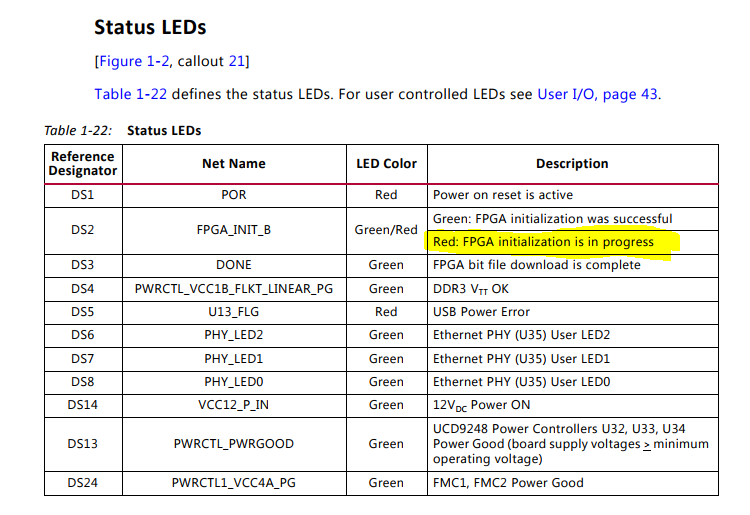 Status LEDs
[Figure 1-2, callout 21]
Table 1-22 defines the status LEDs. For user controlled LEDs see User I/O, page 43.
Table 1-22: Status LEDs
Reference Designator Net Name LED Color Description
DS1 POR Red Power on reset is active
DS2 FPGA_INIT_B Green/Red Green: FPGA initialization was successful
Red: FPGA initialization is in progress
DS3 DONE Green FPGA bit file download is complete
DS4 PWRCTL_VCC1B_FLKT_LINEAR_PG Green DDR3 VTT OK
DS5 U13_FLG Red USB Power Error
DS6 PHY_LED2 Green Ethernet PHY (U35) User LED2
DS7 PHY_LED1 Green Ethernet PHY (U35) User LED1
DS8 PHY_LED0 Green Ethernet PHY (U35) User LED0
DS14 VCC12_P_IN Green 12VDC Power ON
DS13 PWRCTL_PWRGOOD Green UCD9248 Power Controllers U32, U33, U34
Power Good (board supply voltages ≥ minimum
operating voltage)
DS24 PWRCTL1_VCC4A_PG Green FMC1, FMC2 Power Good